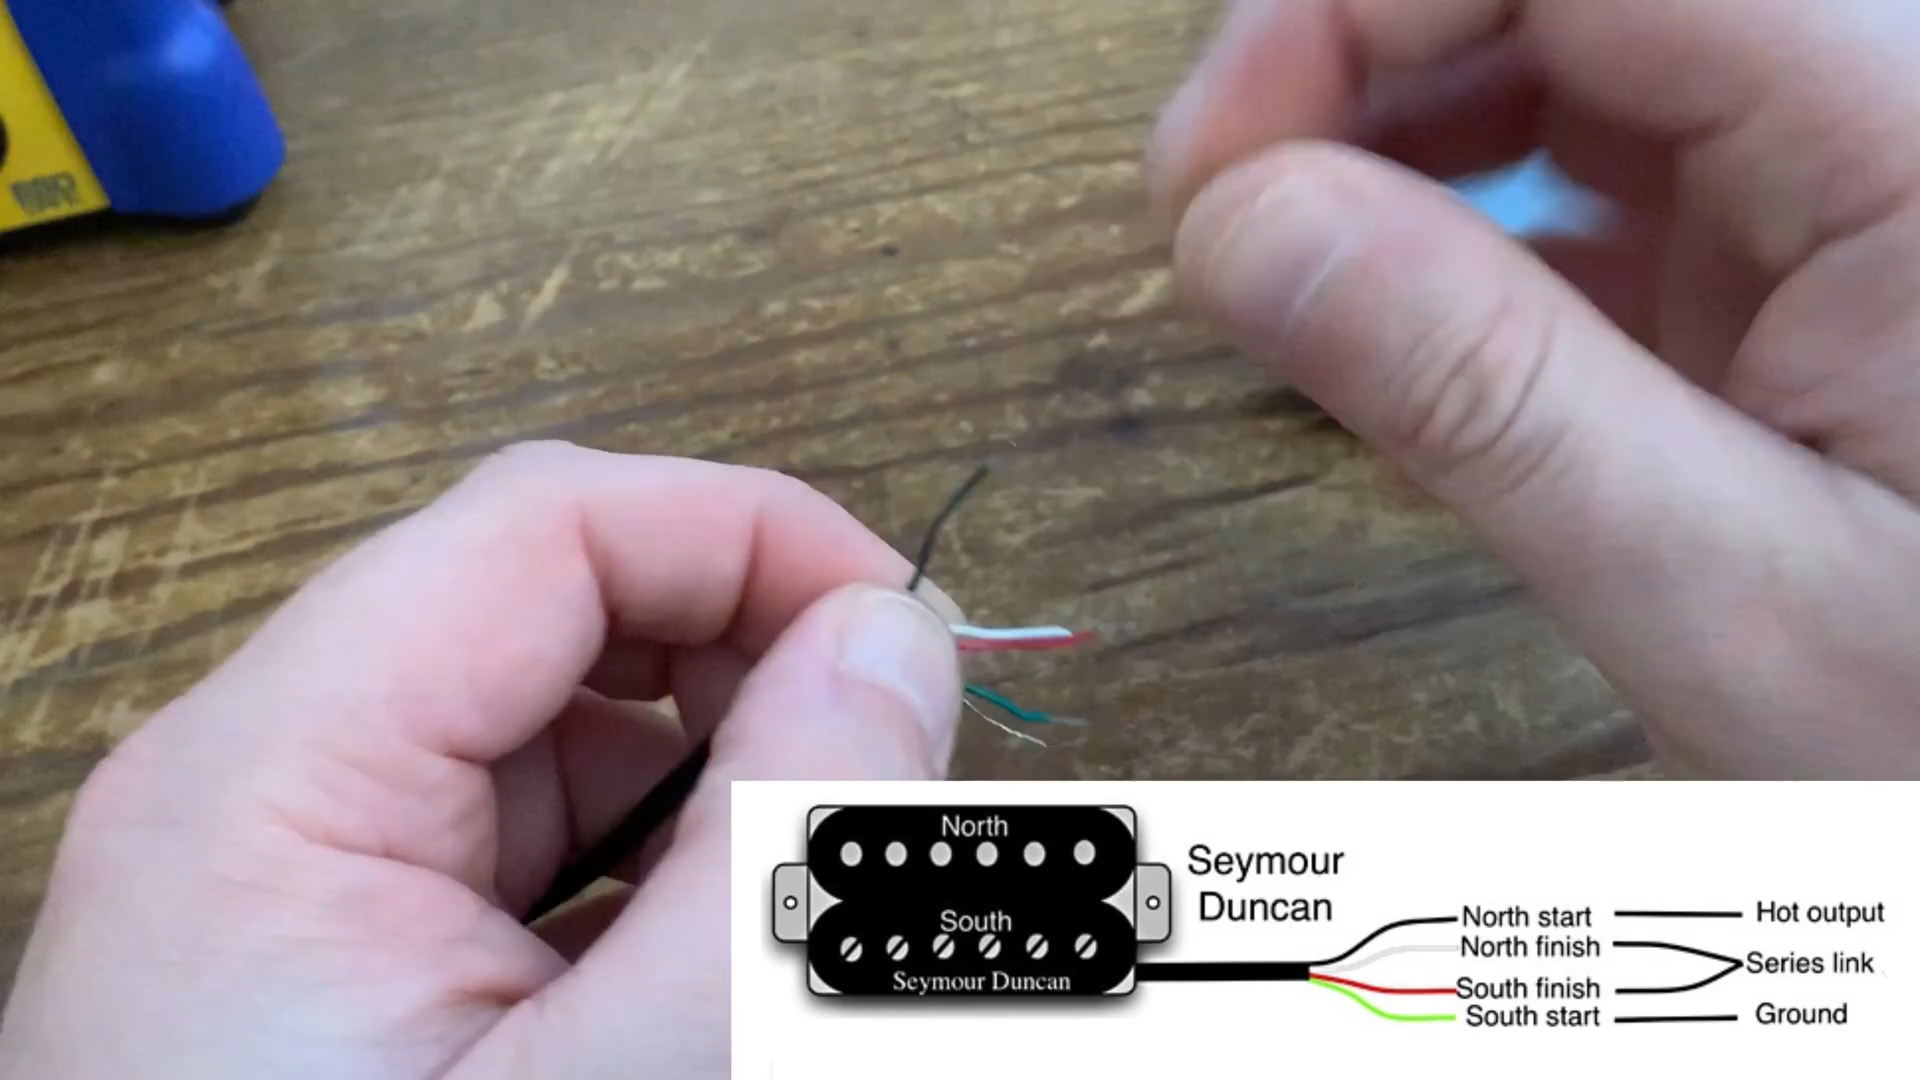 North
South
Seymour Duncan
Seymour
Duncan
North start
Hot output
North finish
Series link
South finish
South start
Ground